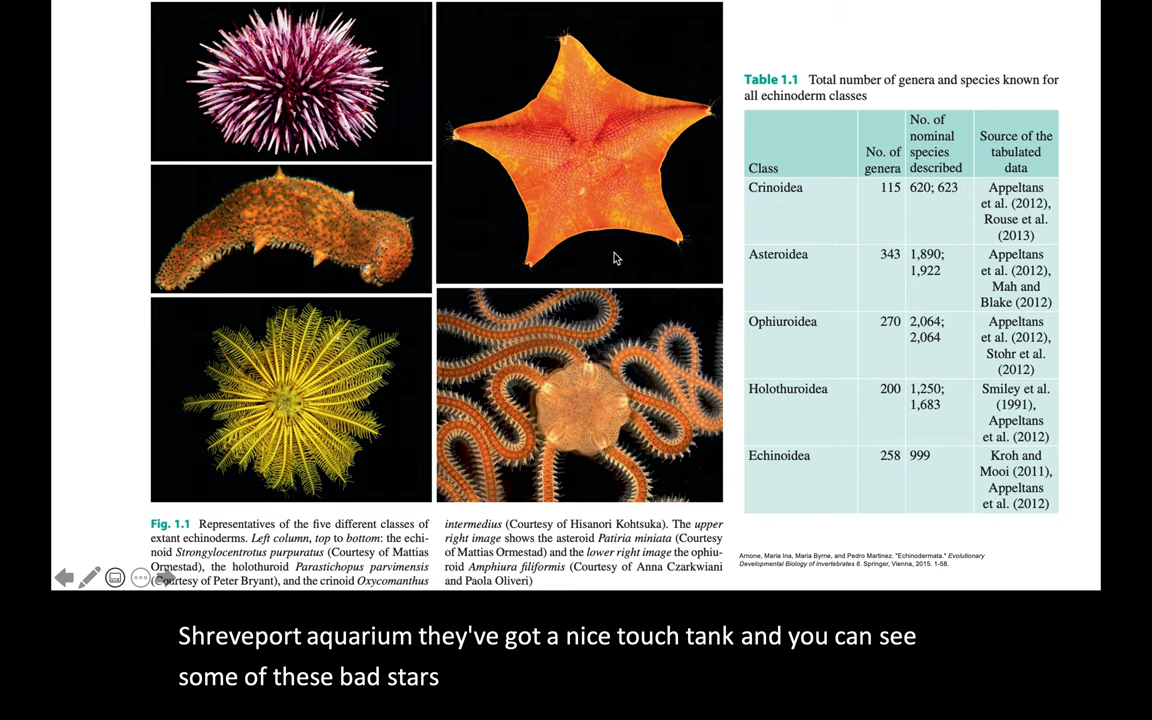 Table 1.1 Total number of genera and species known for
all echinoderm classes
Class
No. of
genera
No. of
nominal
species
described
Source of the
tabulated
data
Crinoidea 115 620; 623 Appeltans
et al. (2012),
Rouse et al.
(2013)
Asteroidea 343 1,890; Appeltans
1,922 et al. (2012),
Mah and
Blake (2012)
Ophiuroidea 270 2,064; Appeltans
2,064 et al. (2012),
Stohr et al.
(2012)
Holothuroidea 200 1,250; Smiley et al.
1,683 (1991),
Appeltans
et al. (2012)
Echinoidea 258 999 Kroh and
Mooi (2011),
Appeltans
et al. (2012)
Fig. 1.1 Representatives of the five different classes of
extant echinoderms. Left column, top to bottom: the echi-
noid Strongylocentrotus purpuratus (Courtesy of Mattias
Ormestad), the holothuroid Parastichopus parvimensis
(Courtesy of Peter Bryant), and the crinoid Oxycomanthus
intermedius (Courtesy of Hisanori Kohtsuka). The upper
right image shows the asteroid Patiria miniata (Courtesy
of Mattias Ormestad) and the lower right image the ophiu-
roid Amphiura filiformis (Courtesy of Anna Czarkwiani
and Paola Oliveri)
Arnone, Maria Ina, Maria Byrne, and Pedro Martinez. "Echinodermata." Evolutionary
Developmental Biology of Invertebrates 6. Springer, Vienna, 2015. 1-58.
Shreveport aquarium they've got a nice touch tank and you can see
some of these bad stars